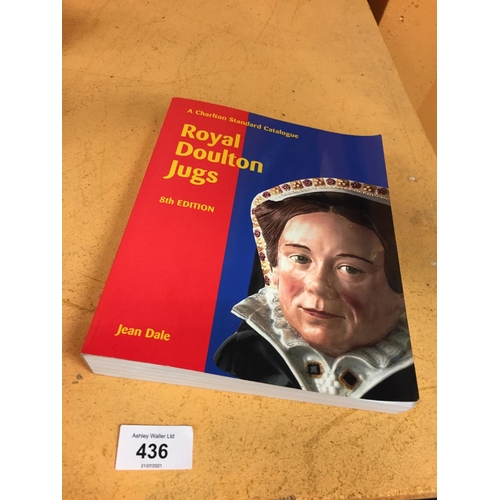 A Charlton Standard Catalogue
Royal
Doulton
Jugs
8th EDITION
Jean Dale
Ashley Waller Ltd
436
21/07/2021